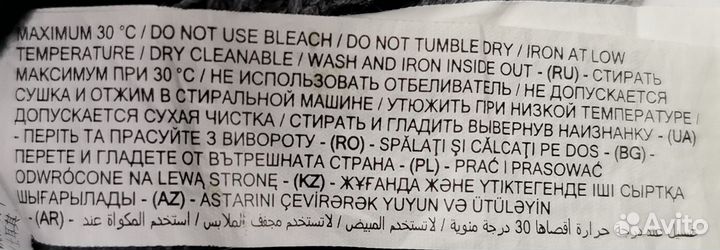 MAXIMUM 30 °C / DO NOT USE BLEACH / DO NOT TUMBLE DRY / IRON AT LOW
TEMPERATURE / DRY CLEANABLE / WASH AND IRON INSIDE OUT - (RU) - СТИРАТЬ
МАКСИМУМ ПРИ 30 °C / НЕ ИСПОЛЬЗОВАТЬ ОТБЕЛИВАТЕЛЬ / НЕ ДОПУСКАЕТСЯ
СУШКА И ОТЖИМ В СТИРАЛЬНОЙ МАШИНЕ / УТЮЖИТЬ ПРИ НИЗКОЙ ТЕМПЕРАТУРЕ /
ДОПУСКАЕТСЯ СУХАЯ ЧИСТКА / СТИРАТЬ И ГЛАДИТЬ ВЫВЕРНУВ НАИЗНАНКУ - (UA)
- ПЕРІТЬ ТА ПРАСУЙТЕ З ВИВОРОТУ - (RO) - SPĂLAŢI ŞI CĂLCAŢI PE DOS - (BG) -
ПЕРЕТЕ И ГЛАДЕТЕ ОТ ВЪТРЕШНАТА СТРАНА - (PL) - PRAĆ I PRASOWAĆ
ODWRÓCONE NA LEWĄ STRONĘ - (KZ) - ЖҰҒАНДА ЖӘНЕ ҮТІКТЕГЕНДЕ ІШІ СЫРТҚА
ШЫҒАРЫЛАДЫ - (AZ) - ASTARINI ÇEVİRƏRƏK YUYUN VƏ ÜTÜLƏYİN
- (AR) - حرارة أقصاها 30 درجة مئوية / لاتستخدم المبيض / لاتستخدم مجفف الملابس / استخدم المكواة عند
Avito